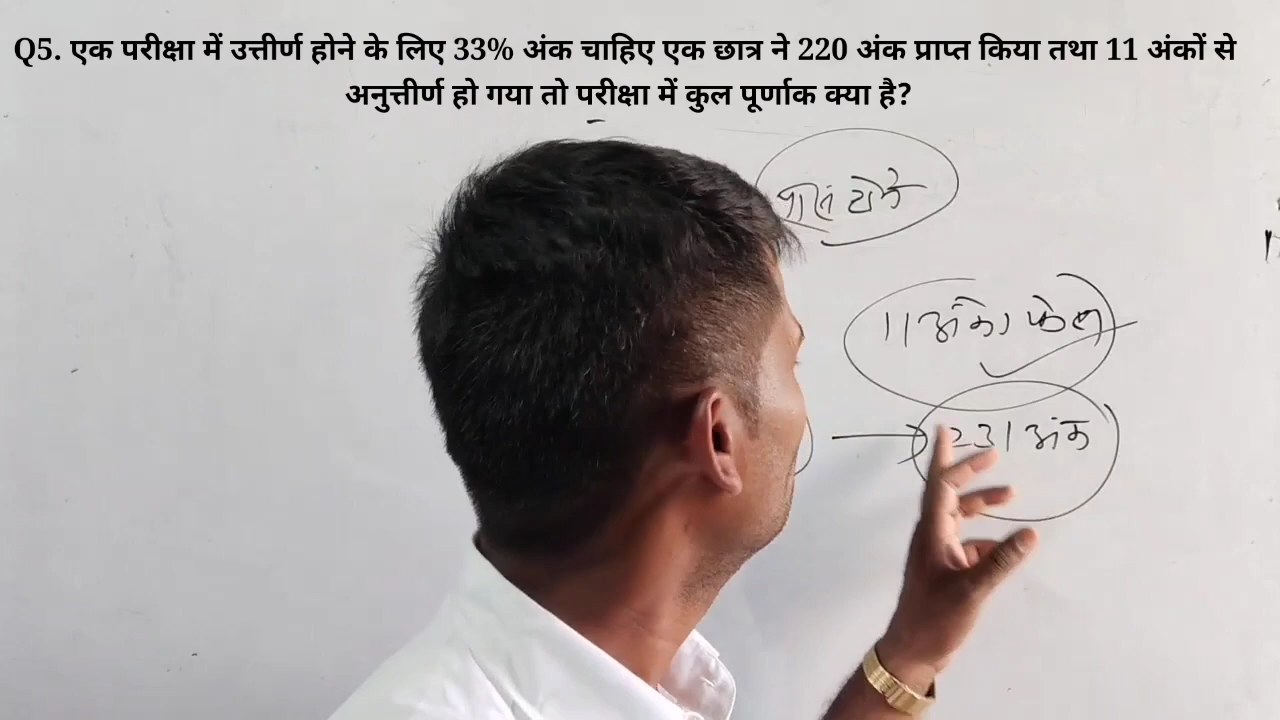 Q5. एक परीक्षा में उत्तीर्ण होने के लिए 33% अंक चाहिए एक छात्र ने 220 अंक प्राप्त किया तथा 11 अंकों से
अनुत्तीर्ण हो गया तो परीक्षा में कुल पूर्णाक क्या है?
11 अंको फेल
231 अंक